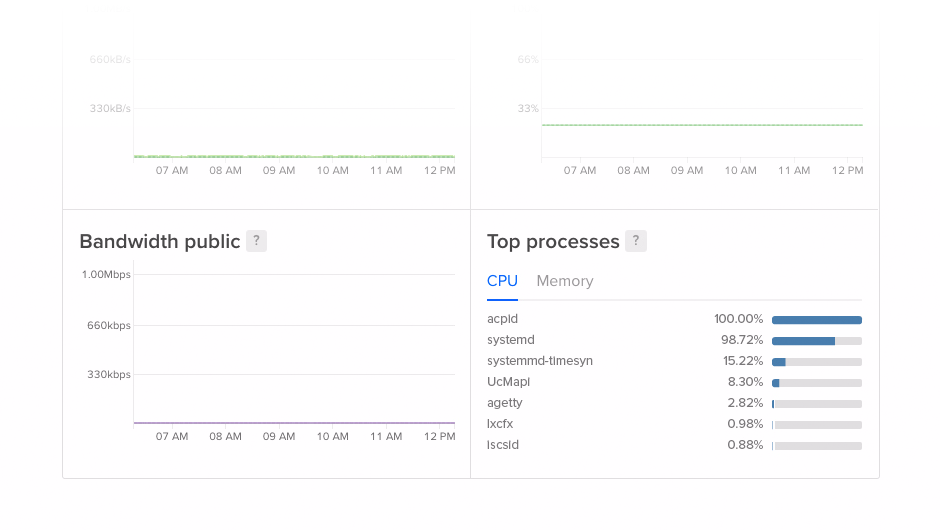 660kB/s
330kB/s
07 AM 08 AM 09 AM 10 AM 11 AM 12 PM
66%
33%
07 AM 08 AM 09 AM 10 AM 11 AM 12 PM
Bandwidth public ?
1.00Mbps
660kbps
330kbps
07 AM 08 AM 09 AM 10 AM 11 AM 12 PM
Top processes ?
CPU Memory
acpid 100.00%
systemd 98.72%
systemmd-timesyn 15.22%
UcMapi 8.30%
agetty 2.82%
lxcfx 0.98%
iscsid 0.88%